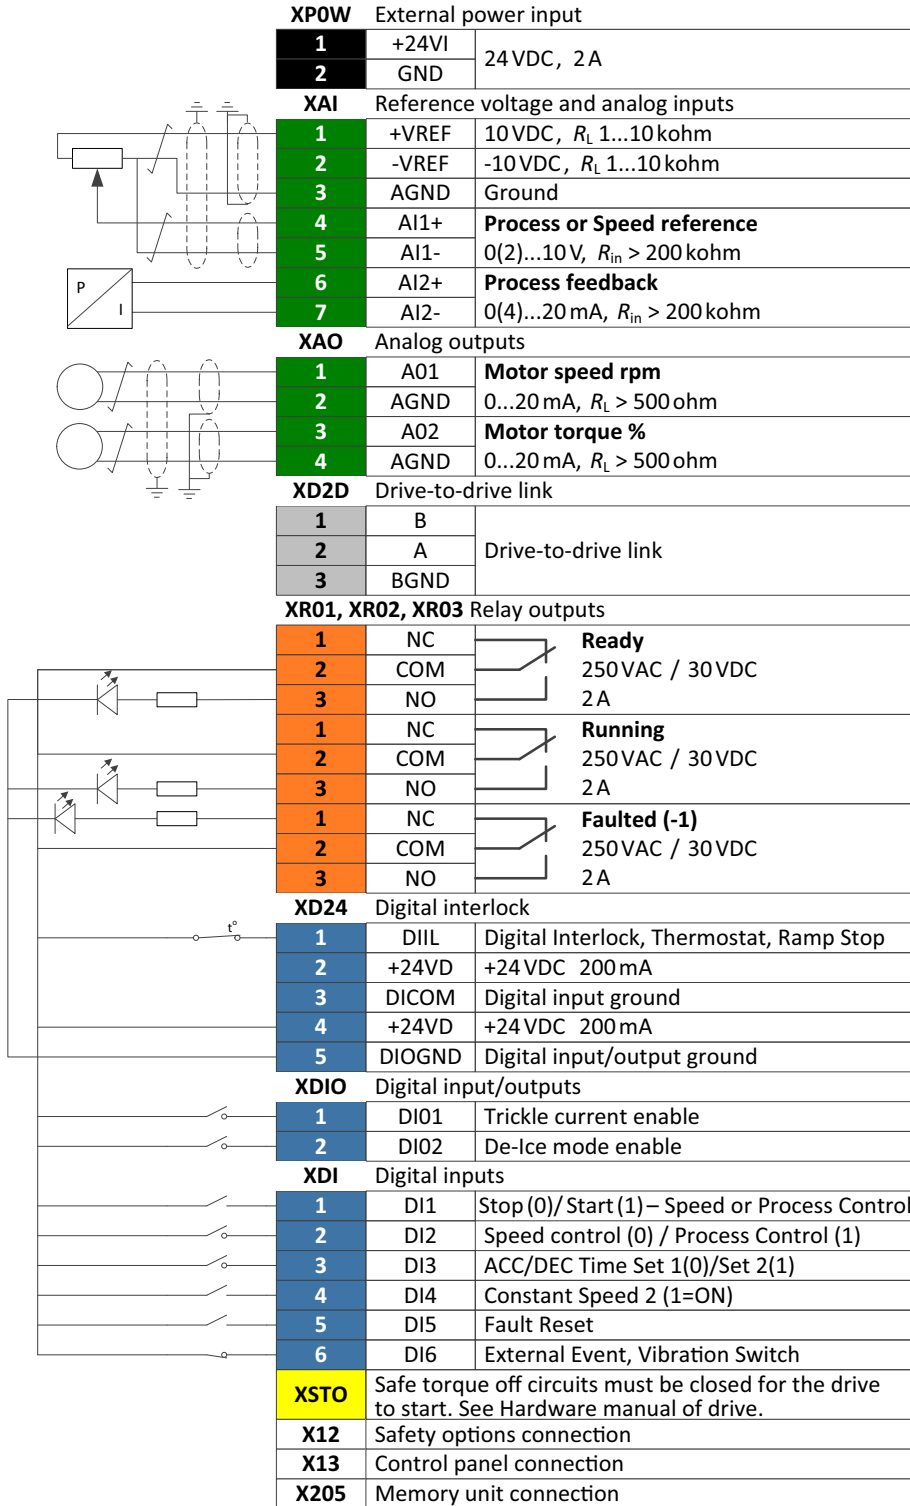 XP0W External power input
1 +24VI 24 VDC, 2 A
2 GND
XAI Reference voltage and analog inputs
1 +VREF 10 VDC, RL 1...10 kohm
2 -VREF -10 VDC, RL 1...10 kohm
3 AGND Ground
4 AI1+ Process or Speed reference
5 AI1- 0(2)...10 V, Rin > 200 kohm
P 6 AI2+ Process feedback
I 7 AI2- 0(4)...20 mA, Rin > 200 kohm
XAO Analog outputs
1 A01 Motor speed rpm
2 AGND 0...20 mA, RL > 500 ohm
3 A02 Motor torque %
4 AGND 0...20 mA, RL > 500 ohm
XD2D Drive-to-drive link
1 B
2 A Drive-to-drive link
3 BGND
XR01, XR02, XR03 Relay outputs
1 NC Ready
2 COM 250 VAC / 30 VDC
3 NO 2 A
1 NC Running
2 COM 250 VAC / 30 VDC
3 NO 2 A
1 NC Faulted (-1)
2 COM 250 VAC / 30 VDC
3 NO 2 A
XD24 Digital interlock
t° 1 DIIL Digital Interlock, Thermostat, Ramp Stop
2 +24VD +24 VDC 200 mA
3 DICOM Digital input ground
4 +24VD +24 VDC 200 mA
5 DIOGND Digital input/output ground
XDIO Digital input/outputs
1 DI01 Trickle current enable
2 DI02 De-Ice mode enable
XDI Digital inputs
1 DI1 Stop (0)/ Start (1) – Speed or Process Control
2 DI2 Speed control (0) / Process Control (1)
3 DI3 ACC/DEC Time Set 1(0)/Set 2(1)
4 DI4 Constant Speed 2 (1=ON)
5 DI5 Fault Reset
6 DI6 External Event, Vibration Switch
XSTO Safe torque off circuits must be closed for the drive
to start. See Hardware manual of drive.
X12 Safety options connection
X13 Control panel connection
X205 Memory unit connection